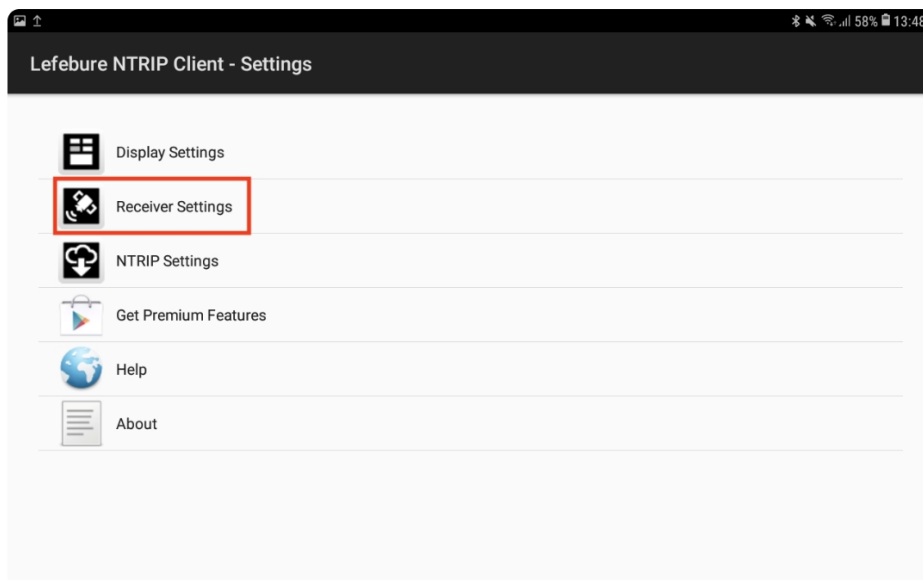 58% 13:48
Lefebure NTRIP Client - Settings
Display Settings
Receiver Settings
NTRIP Settings
Get Premium Features
Help
About